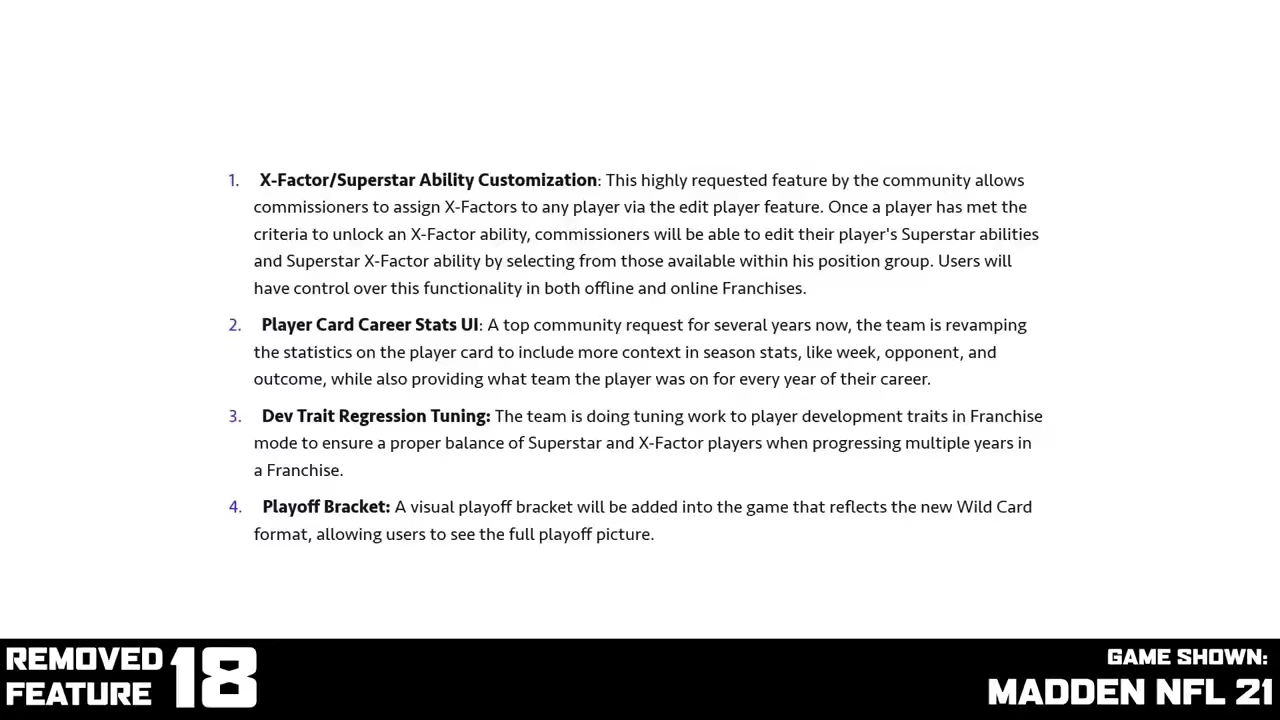 1. X-Factor/Superstar Ability Customization: This highly requested feature by the community allows
commissioners to assign X-Factors to any player via the edit player feature. Once a player has met the
criteria to unlock an X-Factor ability, commissioners will be able to edit their player's Superstar abilities
and Superstar X-Factor ability by selecting from those available within his position group. Users will
have control over this functionality in both offline and online Franchises.
2. Player Card Career Stats UI: A top community request for several years now, the team is revamping
the statistics on the player card to include more context in season stats, like week, opponent, and
outcome, while also providing what team the player was on for every year of their career.
3. Dev Trait Regression Tuning: The team is doing tuning work to player development traits in Franchise
mode to ensure a proper balance of Superstar and X-Factor players when progressing multiple years in
a Franchise.
4. Playoff Bracket: A visual playoff bracket will be added into the game that reflects the new Wild Card
format, allowing users to see the full playoff picture.
REMOVED
FEATURE
18
GAME SHOWN:
MADDEN NFL 21